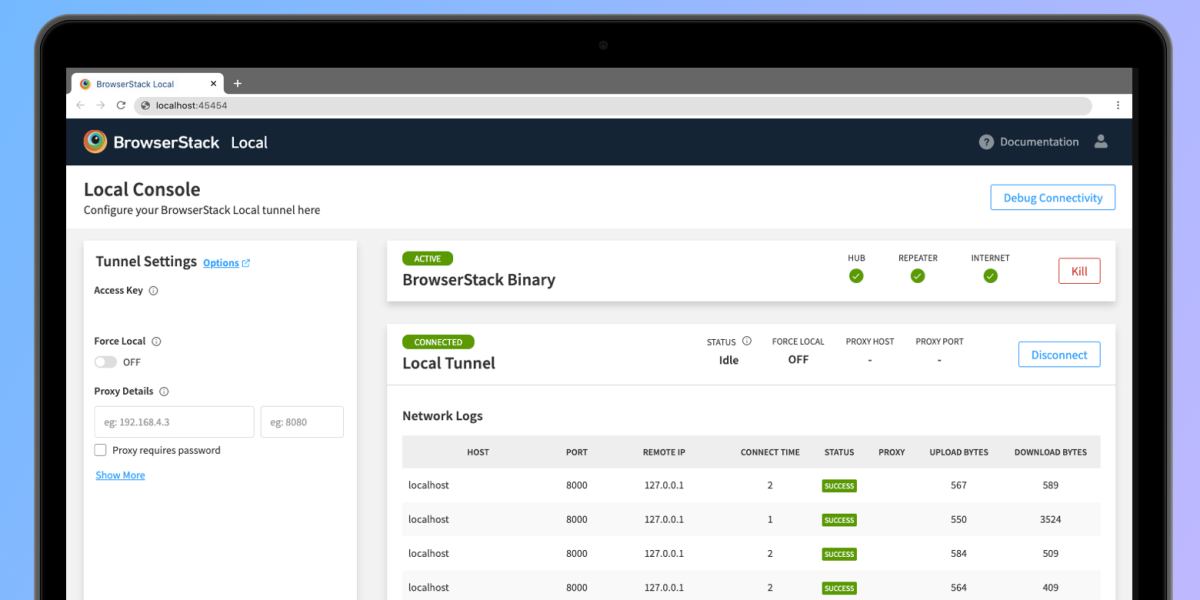 BrowserStack Local
localhost:45454
BrowserStack Local
Documentation
Local Console
Configure your BrowserStack Local tunnel here
Debug Connectivity
Tunnel Settings Options
Access Key
Force Local
OFF
Proxy Details
eg: 192.168.4.3 eg: 8080
Proxy requires password
Show More
ACTIVE
BrowserStack Binary
HUB REPEATER INTERNET
Kill
CONNECTED
Local Tunnel
STATUS FORCE LOCAL PROXY HOST PROXY PORT
Idle OFF - -
Disconnect
Network Logs
HOST PORT REMOTE IP CONNECT TIME STATUS PROXY UPLOAD BYTES DOWNLOAD BYTES
localhost 8000 127.0.0.1 2 SUCCESS 567 589
localhost 8000 127.0.0.1 1 SUCCESS 550 3524
localhost 8000 127.0.0.1 2 SUCCESS 584 509
localhost 8000 127.0.0.1 2 SUCCESS 564 409